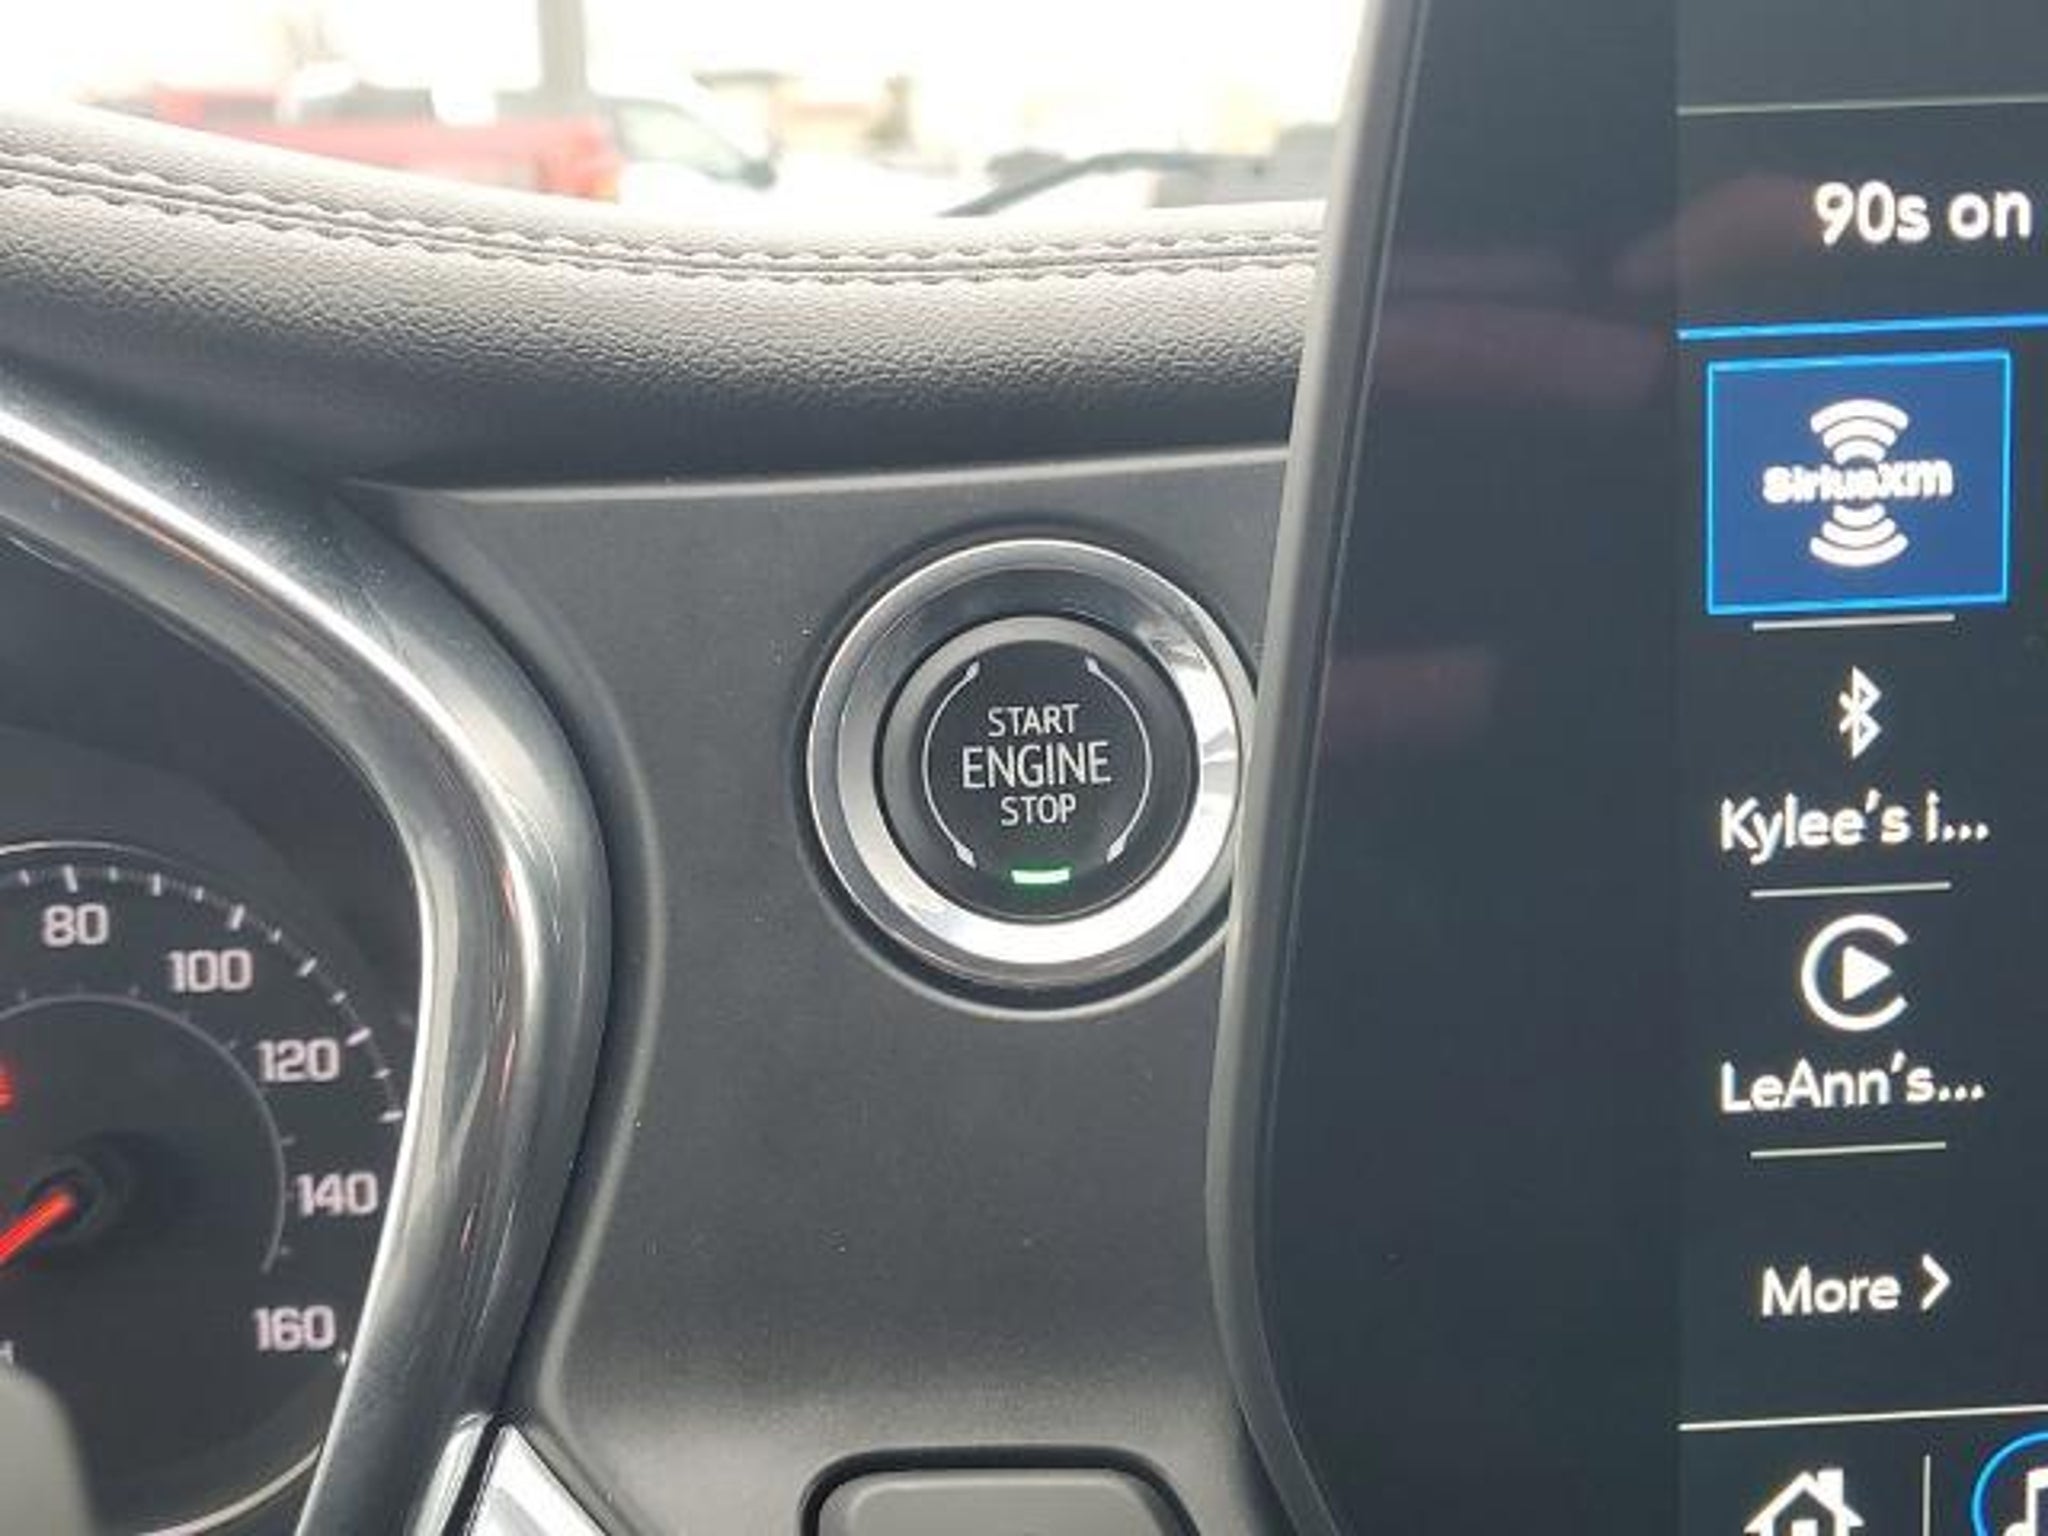 90s on
SiriusXM
START
ENGINE
STOP
Kylee's i...
LeAnn's...
More >
80
100
120
140
160